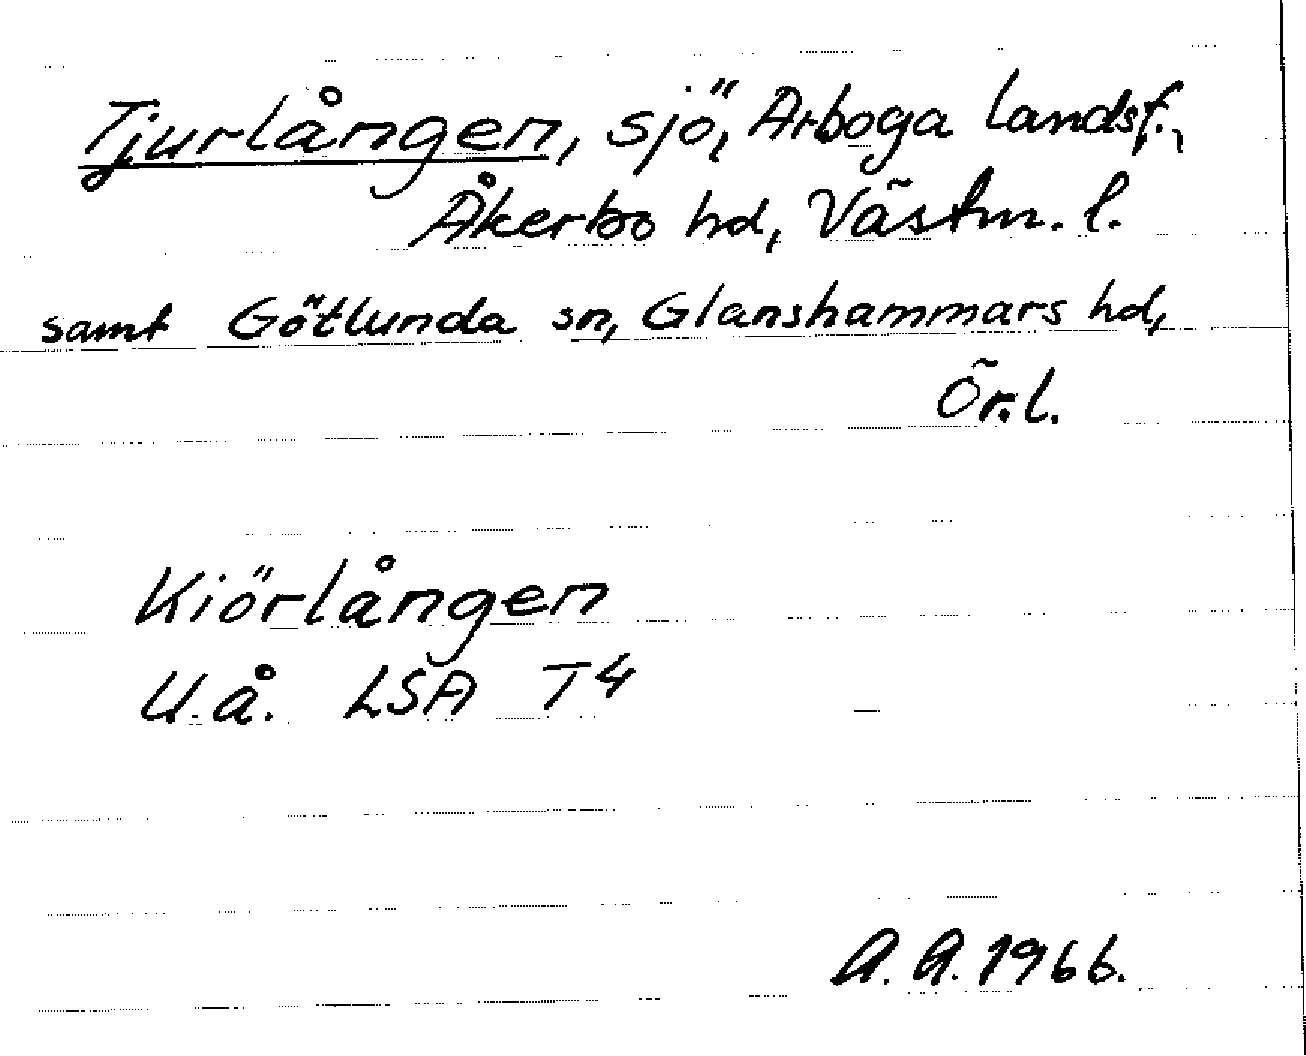 Tjurlången, sjö, Arboga landsf.,
Åkerbo hd, Västm. l.
samt Götlunda sn, Glanshammars hd,
Ör. l.
Kiörlången
U.å. LSA T4
A.A. 1966.